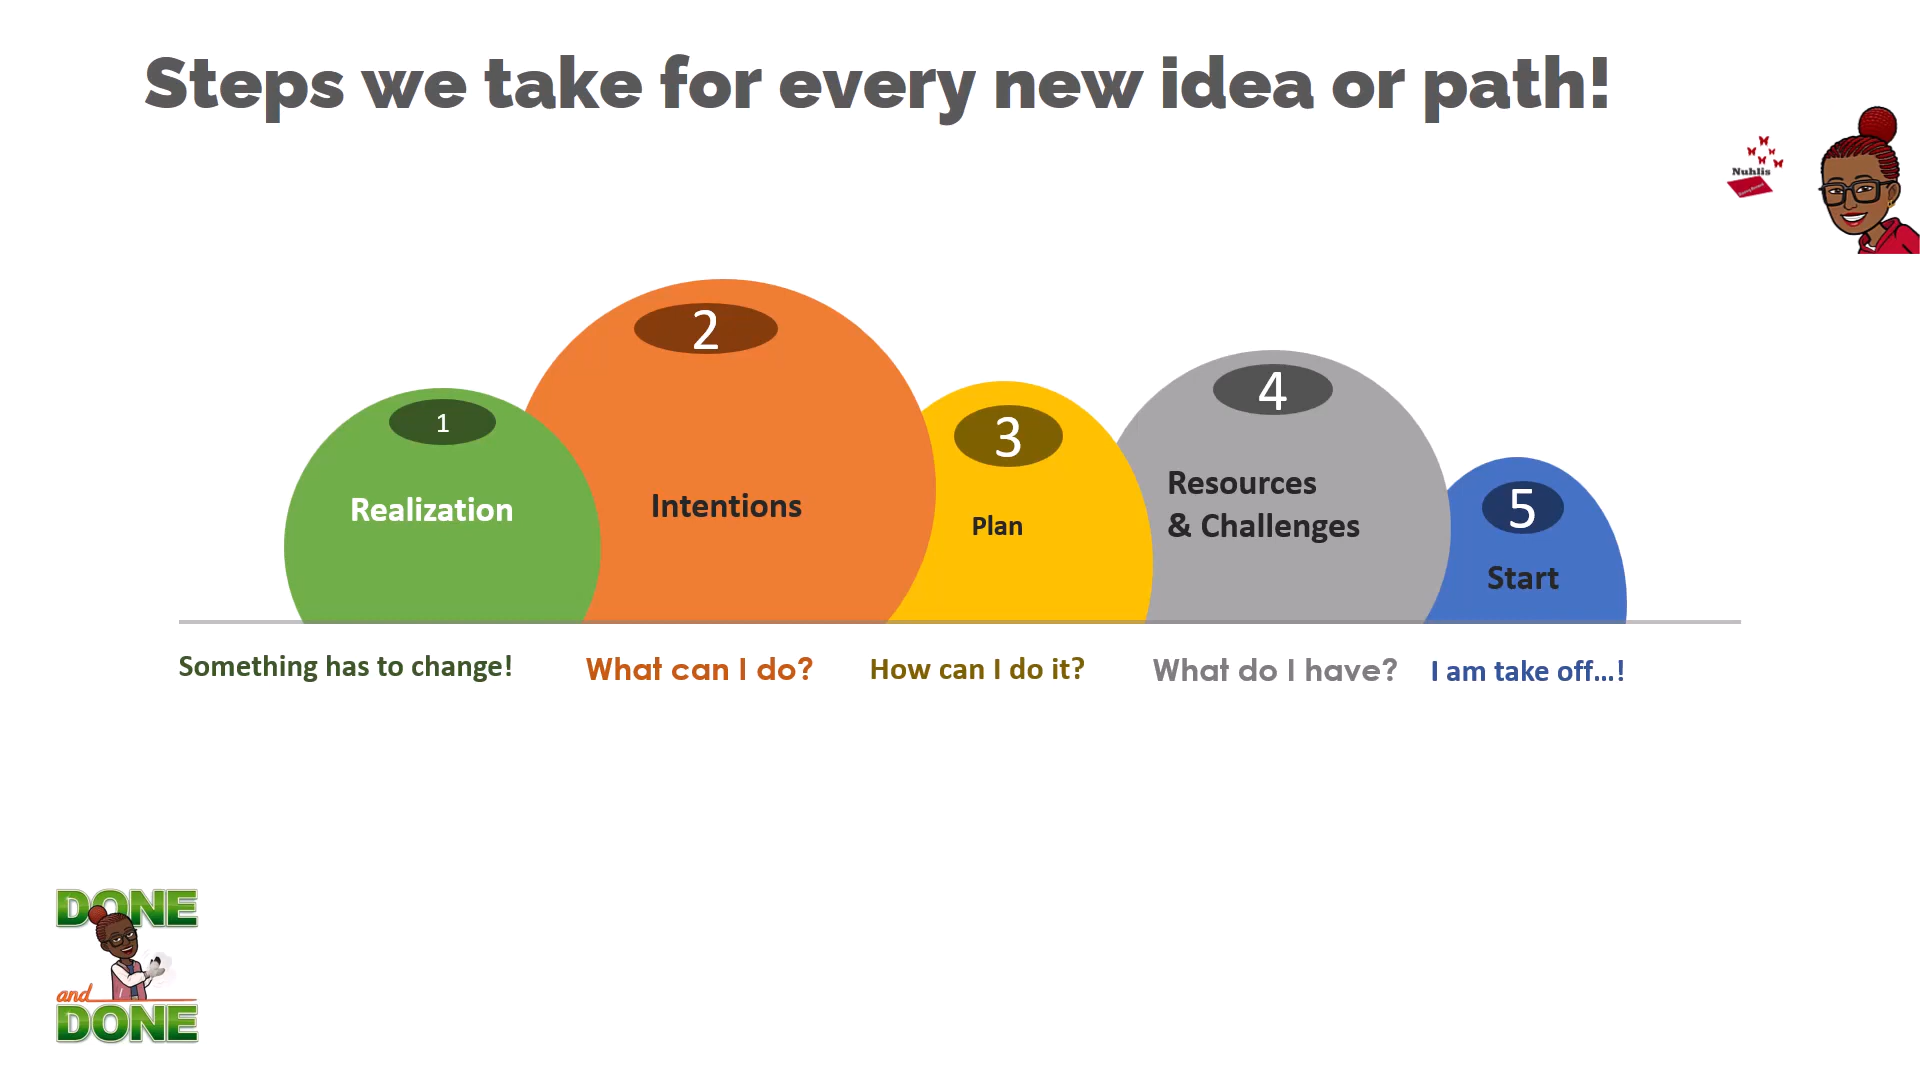 Steps we take for every new idea or path!
Nuhlis
1
Realization
2
Intentions
3
Plan
4
Resources
& Challenges
5
Start
Something has to change!
What can I do?
How can I do it?
What do I have?
I am take off...!
DONE
and
DONE